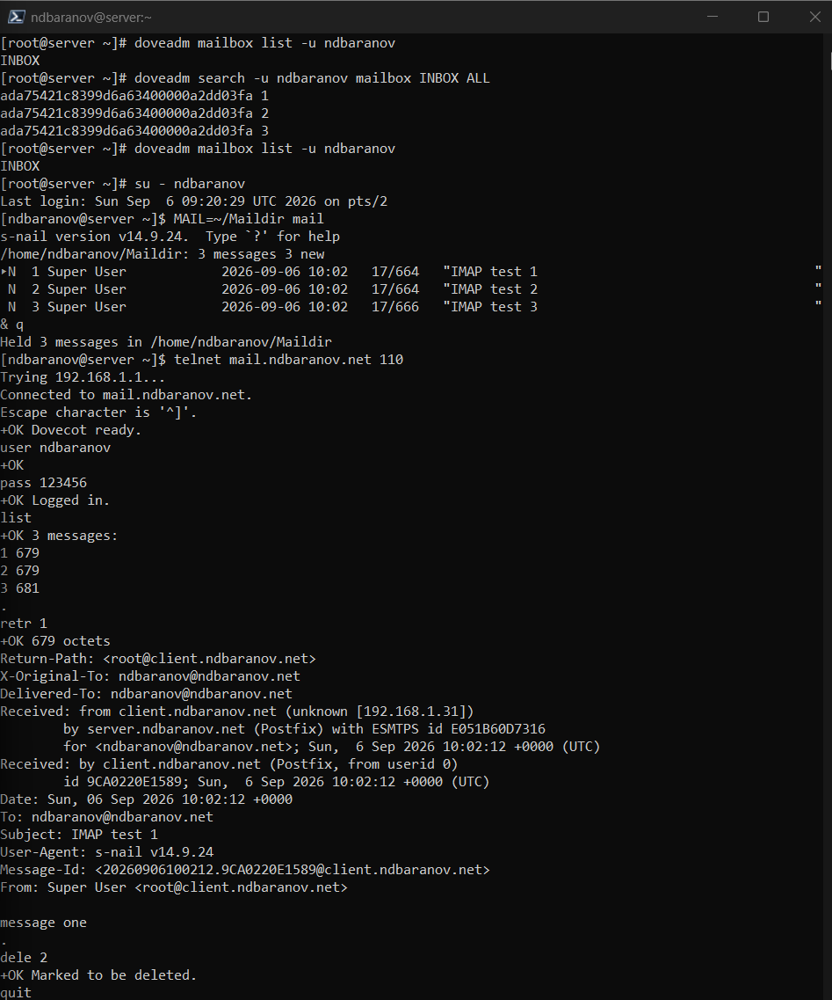 ndbaranov@server:~
[root@server ~]# doveadm mailbox list -u ndbaranov
INBOX
[root@server ~]# doveadm search -u ndbaranov mailbox INBOX ALL
ada75421c8399d6a63400000a2dd03fa 1
ada75421c8399d6a63400000a2dd03fa 2
ada75421c8399d6a63400000a2dd03fa 3
[root@server ~]# doveadm mailbox list -u ndbaranov
INBOX
[root@server ~]# su - ndbaranov
Last login: Sun Sep  6 09:20:29 UTC 2026 on pts/2
[ndbaranov@server ~]$ MAIL=~/Maildir mail
s-nail version v14.9.24.  Type `?' for help
/home/ndbaranov/Maildir: 3 messages 3 new
▸N  1 Super User            2026-09-06 10:02   17/664   "IMAP test 1                                   "
 N  2 Super User            2026-09-06 10:02   17/664   "IMAP test 2                                   "
 N  3 Super User            2026-09-06 10:02   17/666   "IMAP test 3                                   "
& q
Held 3 messages in /home/ndbaranov/Maildir
[ndbaranov@server ~]$ telnet mail.ndbaranov.net 110
Trying 192.168.1.1...
Connected to mail.ndbaranov.net.
Escape character is '^]'.
+OK Dovecot ready.
user ndbaranov
+OK
pass 123456
+OK Logged in.
list
+OK 3 messages:
1 679
2 679
3 681
.
retr 1
+OK 679 octets
Return-Path: <root@client.ndbaranov.net>
X-Original-To: ndbaranov@ndbaranov.net
Delivered-To: ndbaranov@ndbaranov.net
Received: from client.ndbaranov.net (unknown [192.168.1.31])
        by server.ndbaranov.net (Postfix) with ESMTPS id E051B60D7316
        for <ndbaranov@ndbaranov.net>; Sun,  6 Sep 2026 10:02:12 +0000 (UTC)
Received: by client.ndbaranov.net (Postfix, from userid 0)
        id 9CA0220E1589; Sun,  6 Sep 2026 10:02:12 +0000 (UTC)
Date: Sun, 06 Sep 2026 10:02:12 +0000
To: ndbaranov@ndbaranov.net
Subject: IMAP test 1
User-Agent: s-nail v14.9.24
Message-Id: <20260906100212.9CA0220E1589@client.ndbaranov.net>
From: Super User <root@client.ndbaranov.net>

message one
.
dele 2
+OK Marked to be deleted.
quit